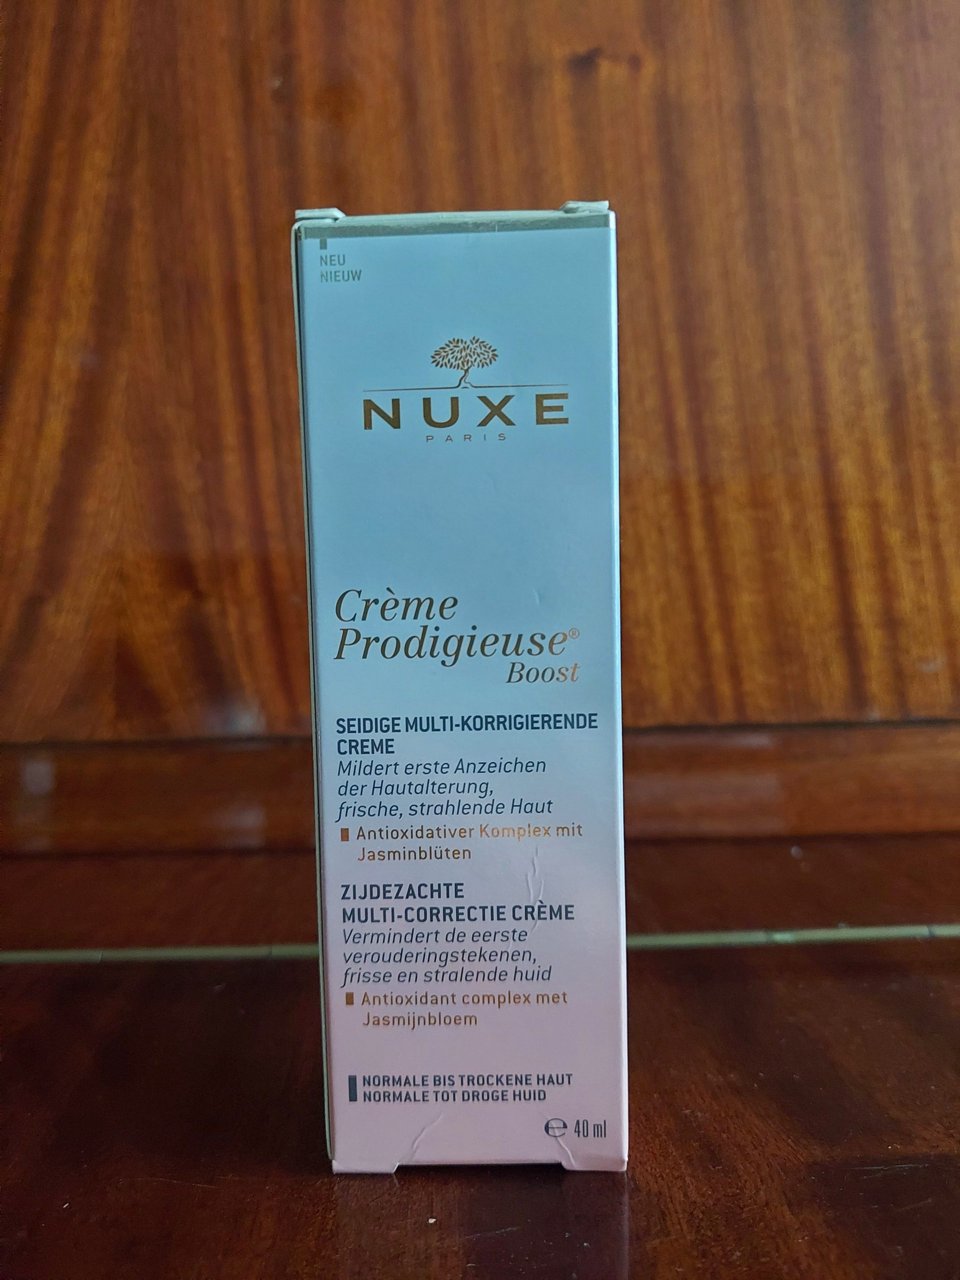 NEU
NIEUW
NUXE
PARIS
Crème
Prodigieuse®
Boost
SEIDIGE MULTI-KORRIGIERENDE
CREME
Mildert erste Anzeichen
der Hautalterung,
frische, strahlende Haut
Antioxidativer Komplex mit
Jasminblüten
ZIJDEZACHTE
MULTI-CORRECTIE CRÈME
Vermindert de eerste
verouderingstekenen,
frisse en stralende huid
Antioxidant complex met
Jasmijnbloem
NORMALE BIS TROCKENE HAUT
NORMALE TOT DROGE HUID
℮ 40 ml